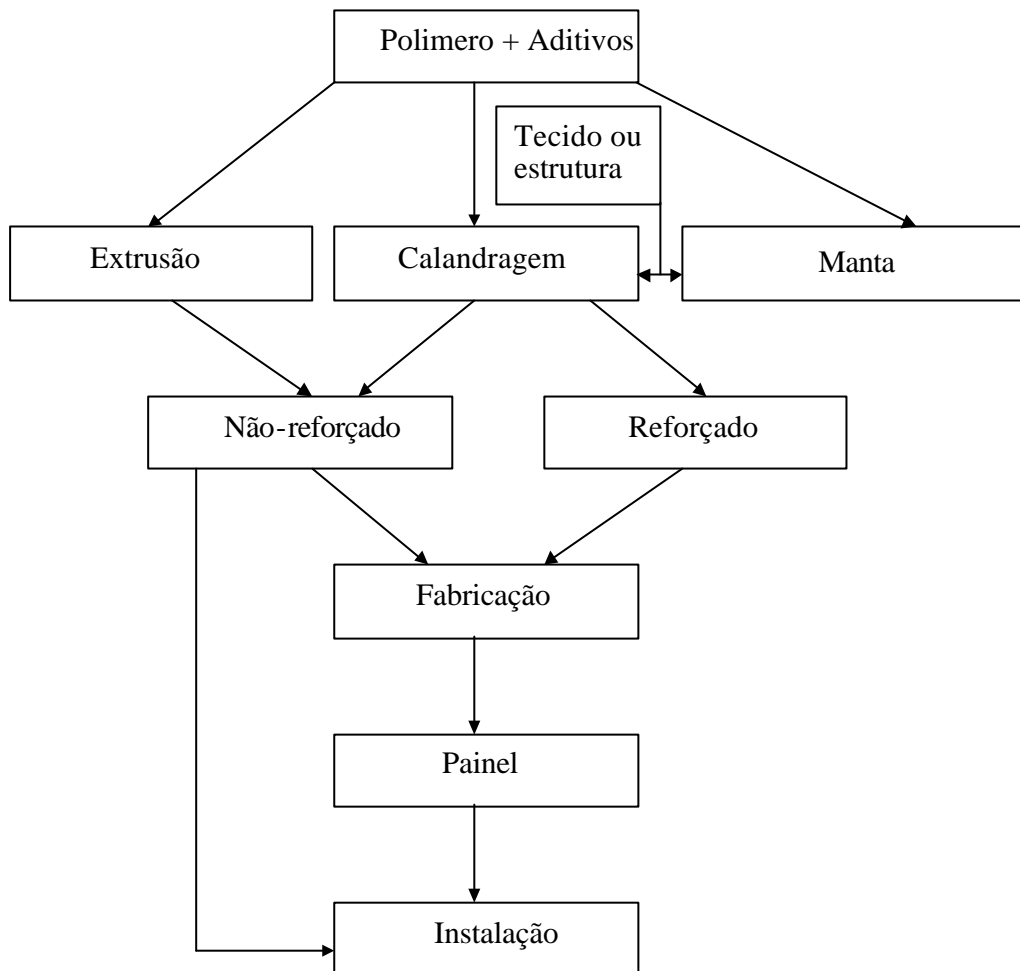 Polimero + Aditivos
Tecido ou
estrutura
Extrusão
Calandragem
Manta
Não-reforçado
Reforçado
Fabricação
Painel
Instalação